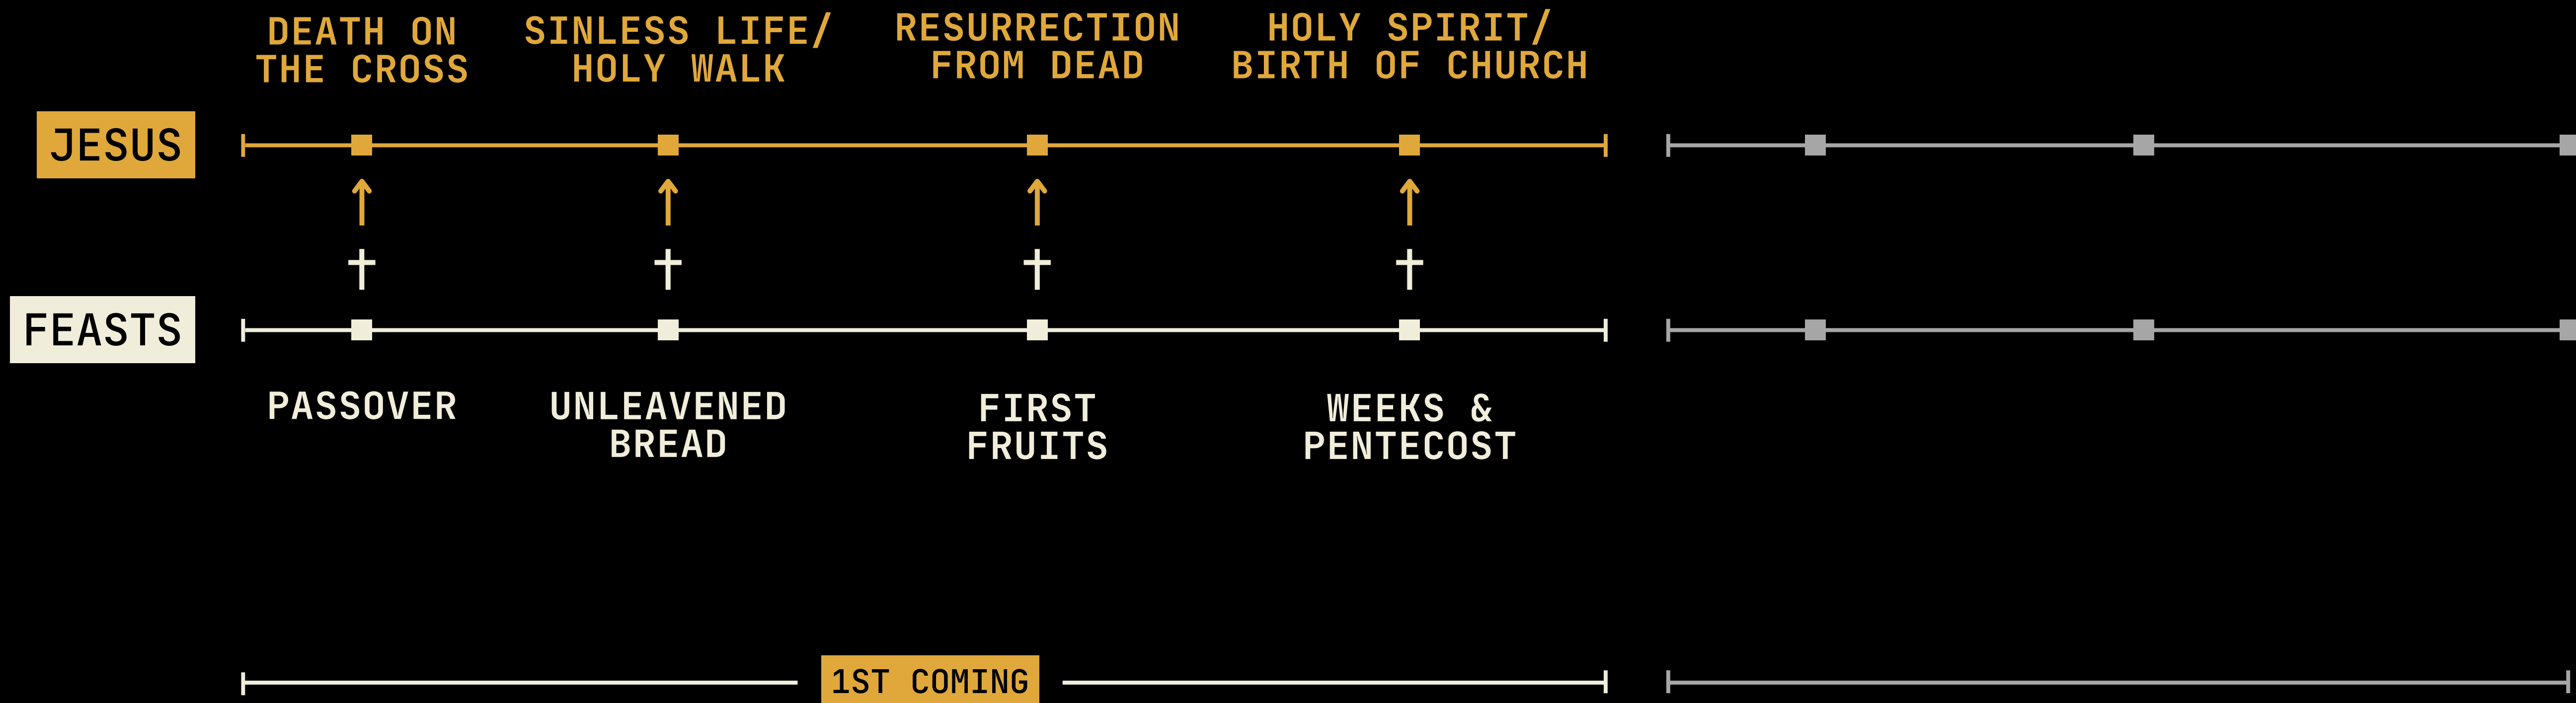 DEATH ON
THE CROSS
SINLESS LIFE/
HOLY WALK
RESURRECTION
FROM DEAD
HOLY SPIRIT/
BIRTH OF CHURCH
JESUS
FEASTS
PASSOVER
UNLEAVENED
BREAD
FIRST
FRUITS
WEEKS &
PENTECOST
1ST COMING